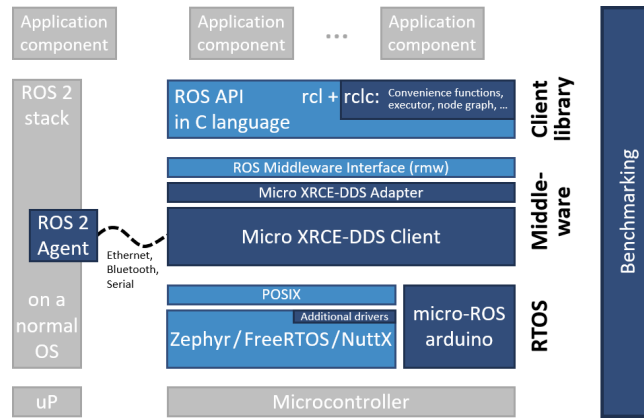 Application
component
Application
component
...
Application
component
ROS 2
stack
ROS API
in C language
rcl + rclc:
Convenience functions,
executor, node graph, ...
Client
library
ROS Middleware Interface (rmw)
Micro XRCE-DDS Adapter
Micro XRCE-DDS Client
Middle-
ware
ROS 2
Agent
Ethernet,
Bluetooth,
Serial
on a
normal
OS
POSIX
Additional drivers
Zephyr/FreeRTOS/NuttX
micro-ROS
arduino
RTOS
uP
Microcontroller
Benchmarking